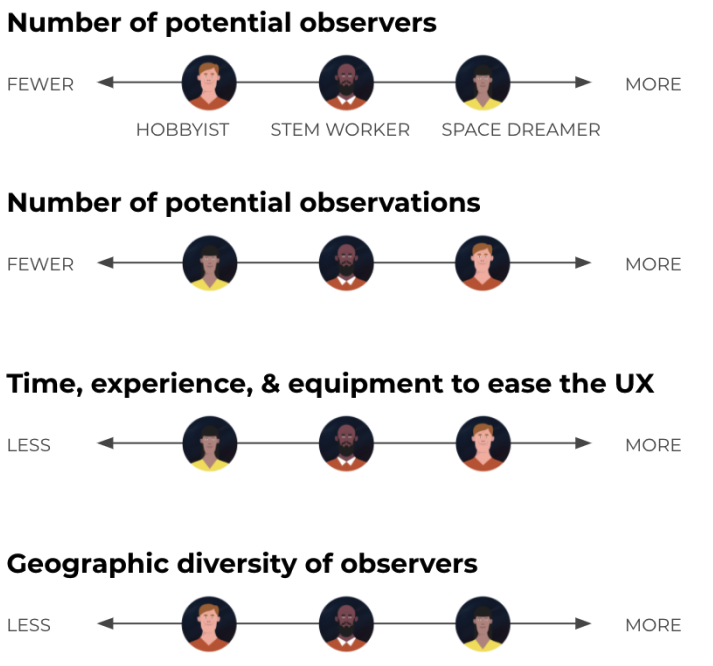 Number of potential observers
FEWER MORE
HOBBYIST STEM WORKER SPACE DREAMER
Number of potential observations
FEWER MORE
Time, experience, & equipment to ease the UX
LESS MORE
Geographic diversity of observers
LESS MORE